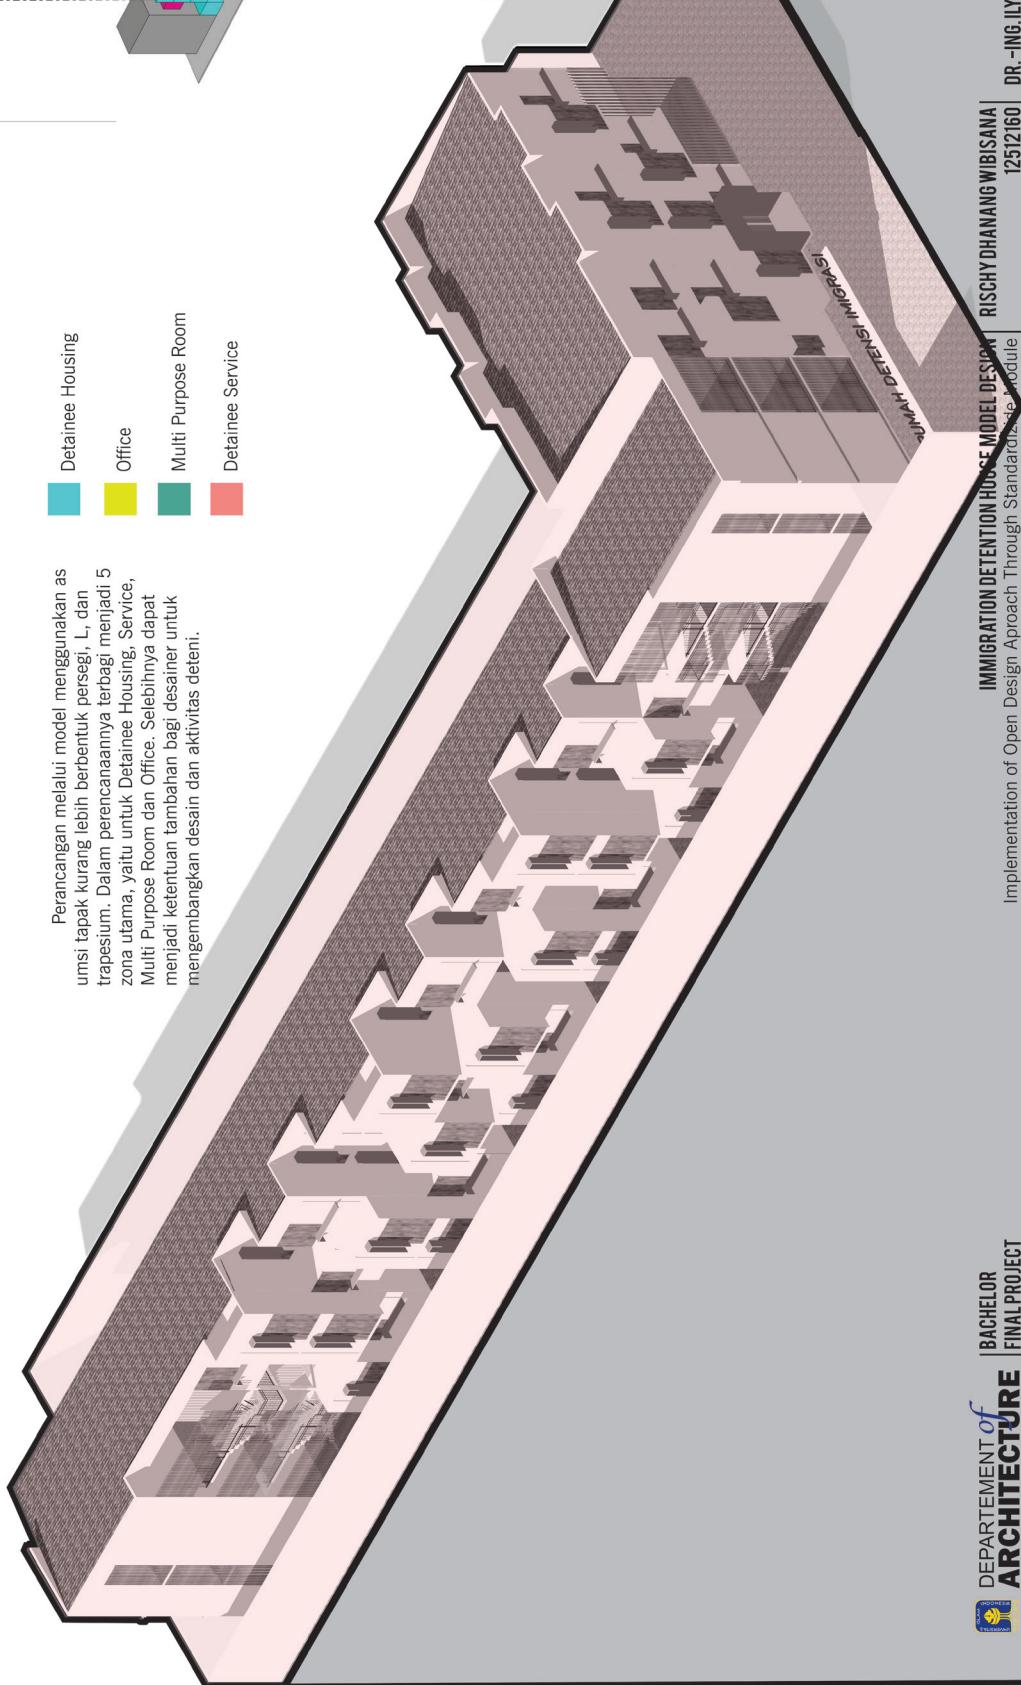 Perancangan melalui model menggunakan as
umsi tapak kurang lebih berbentuk persegi, L, dan
trapesium. Dalam perencanaannya terbagi menjadi 5
zona utama, yaitu untuk Detainee Housing, Service,
Multi Purpose Room dan Office. Selebihnya dapat
menjadi ketentuan tambahan bagi desainer untuk
mengembangkan desain dan aktivitas deteni.
Detainee Housing
Office
Multi Purpose Room
Detainee Service
RUMAH DETENSI IMIGRASI
DEPARTEMENT of
ARCHITECTURE
BACHELOR
FINAL PROJECT
IMMIGRATION DETENTION HOUSE MODEL DESIGN
Implementation of Open Design Aproach Through Standardizide Module
RISCHY DHANANG WIBISANA
12512160
DR.-ING.ILY